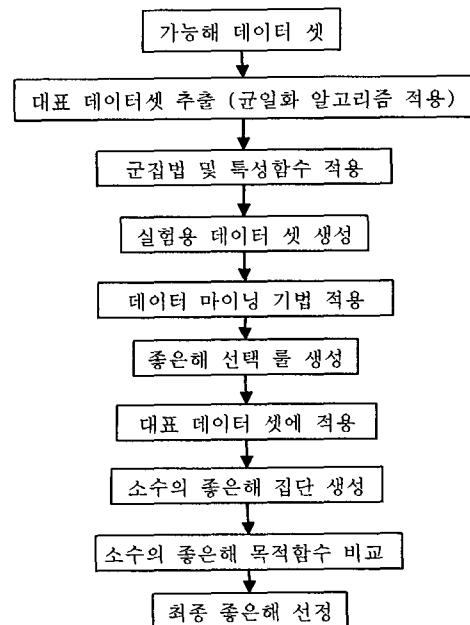 가능해 데이터 셋
대표 데이터셋 추출 (균일화 알고리즘 적용)
군집법 및 특성함수 적용
실험용 데이터 셋 생성
데이터 마이닝 기법 적용
좋은해 선택 룰 생성
대표 데이터 셋에 적용
소수의 좋은해 집단 생성
소수의 좋은해 목적함수 비교
최종 좋은해 선정